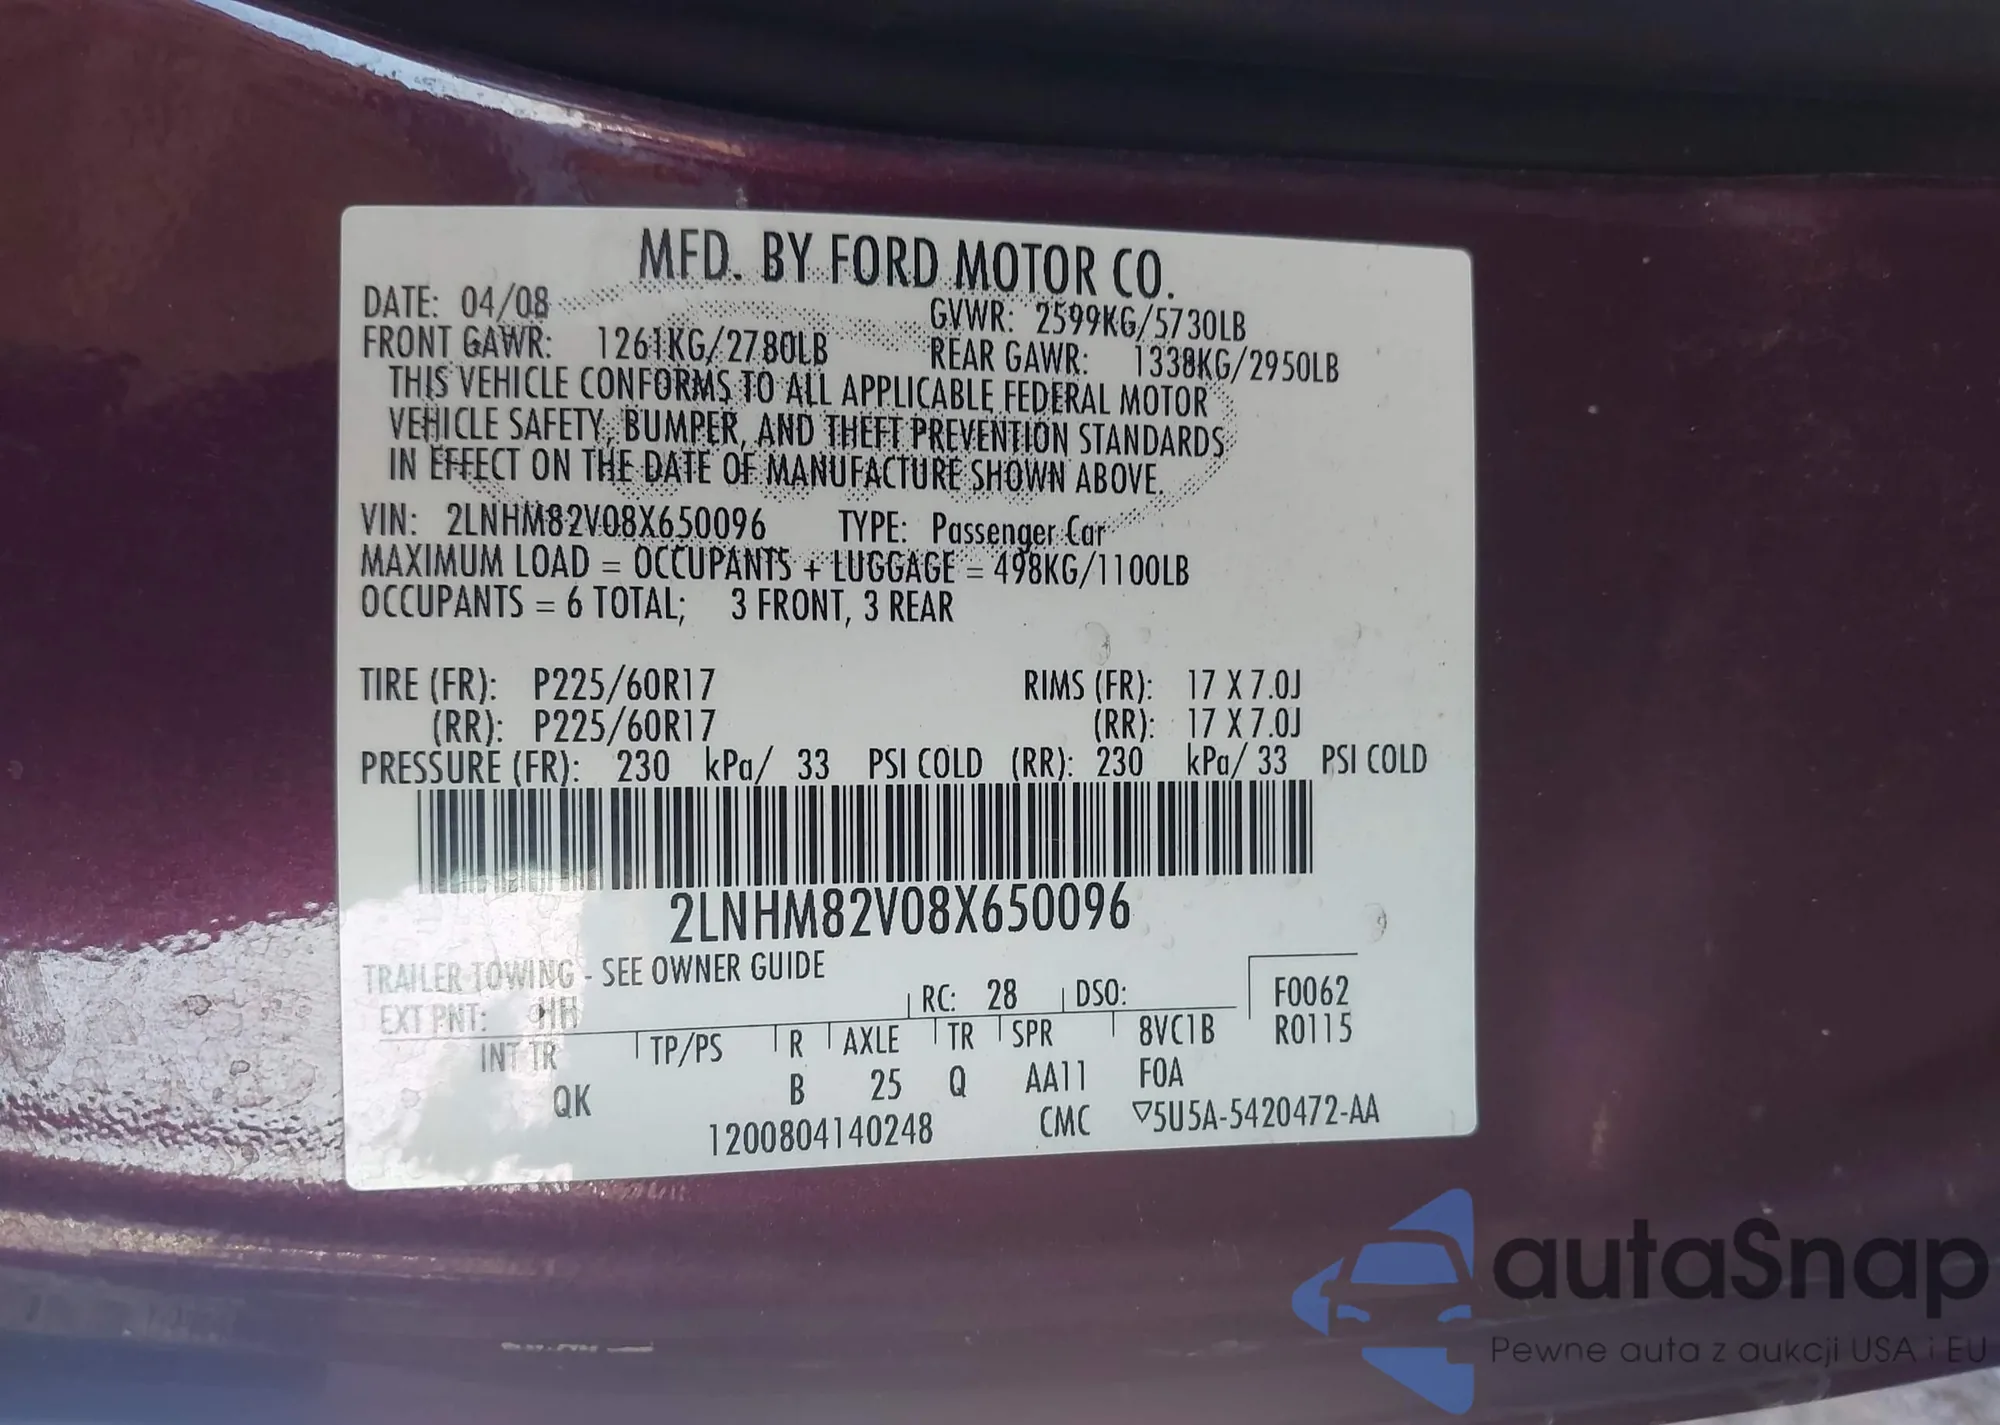 MFD. BY FORD MOTOR CO.
DATE: 04/08
GVWR: 2599KG/5730LB
FRONT GAWR: 1261KG/2780LB
REAR GAWR: 1338KG/2950LB
THIS VEHICLE CONFORMS TO ALL APPLICABLE FEDERAL MOTOR
VEHICLE SAFETY, BUMPER, AND THEFT PREVENTION STANDARDS
IN EFFECT ON THE DATE OF MANUFACTURE SHOWN ABOVE.
VIN: 2LNHM82V08X650096 TYPE: Passenger Car
MAXIMUM LOAD = OCCUPANTS + LUGGAGE = 498KG/1100LB
OCCUPANTS = 6 TOTAL; 3 FRONT, 3 REAR
TIRE (FR): P225/60R17 RIMS (FR): 17 X 7.0J
(RR): P225/60R17 (RR): 17 X 7.0J
PRESSURE (FR): 230 kPa/ 33 PSI COLD (RR): 230 kPa/ 33 PSI COLD
2LNHM82V08X650096
TRAILER TOWING - SEE OWNER GUIDE
EXT PNT: HH RC: 28 DSO: F0062
INT TR TP/PS R AXLE TR SPR 8VC1B R0115
QK B 25 Q AA11 F0A
1200804140248 CMC ▽5U5A-5420472-AA
autaSnap
Pewne auta z aukcji USA i EU